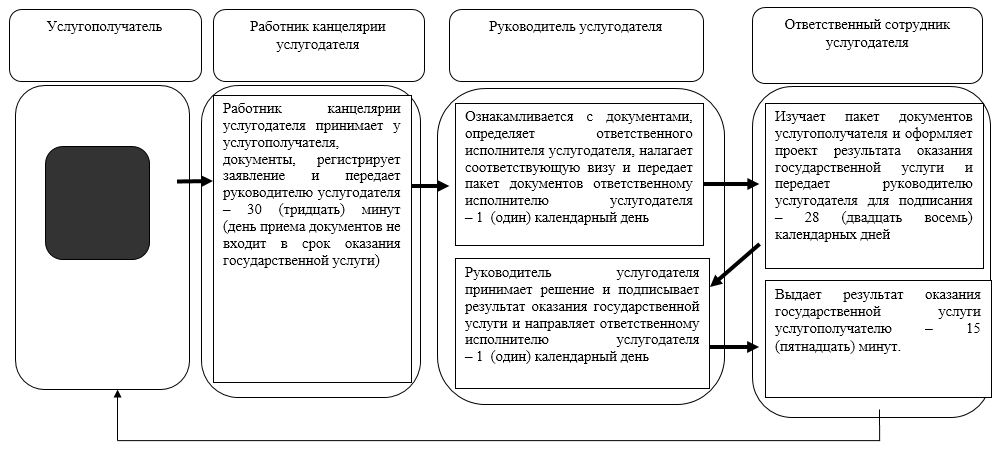 Услугополучатель
Работник канцелярии
услугодателя
Руководитель услугодателя
Ответственный сотрудник
услугодателя
Работник канцелярии
услугодателя принимает у
услугополучателя,
документы, регистрирует
заявление и передает
руководителю услугодателя
– 30 (тридцать) минут
(день приема документов не
входит в срок оказания
государственной услуги)
Ознакамливается с документами,
определяет ответственного
исполнителя услугодателя, налагает
соответствующую визу и передает
пакет документов ответственному
исполнителю услугодателя
– 1 (один) календарный день
Изучает пакет документов
услугополучателя и оформляет
проект результата оказания
государственной услуги и
передает руководителю
услугодателя для подписания
– 28 (двадцать восемь)
календарных дней
Руководитель услугодателя
принимает решение и подписывает
результат оказания государственной
услуги и направляет ответственному
исполнителю услугодателя
– 1 (один) календарный день
Выдает результат оказания
государственной услуги
услугополучателю – 15
(пятнадцать) минут.